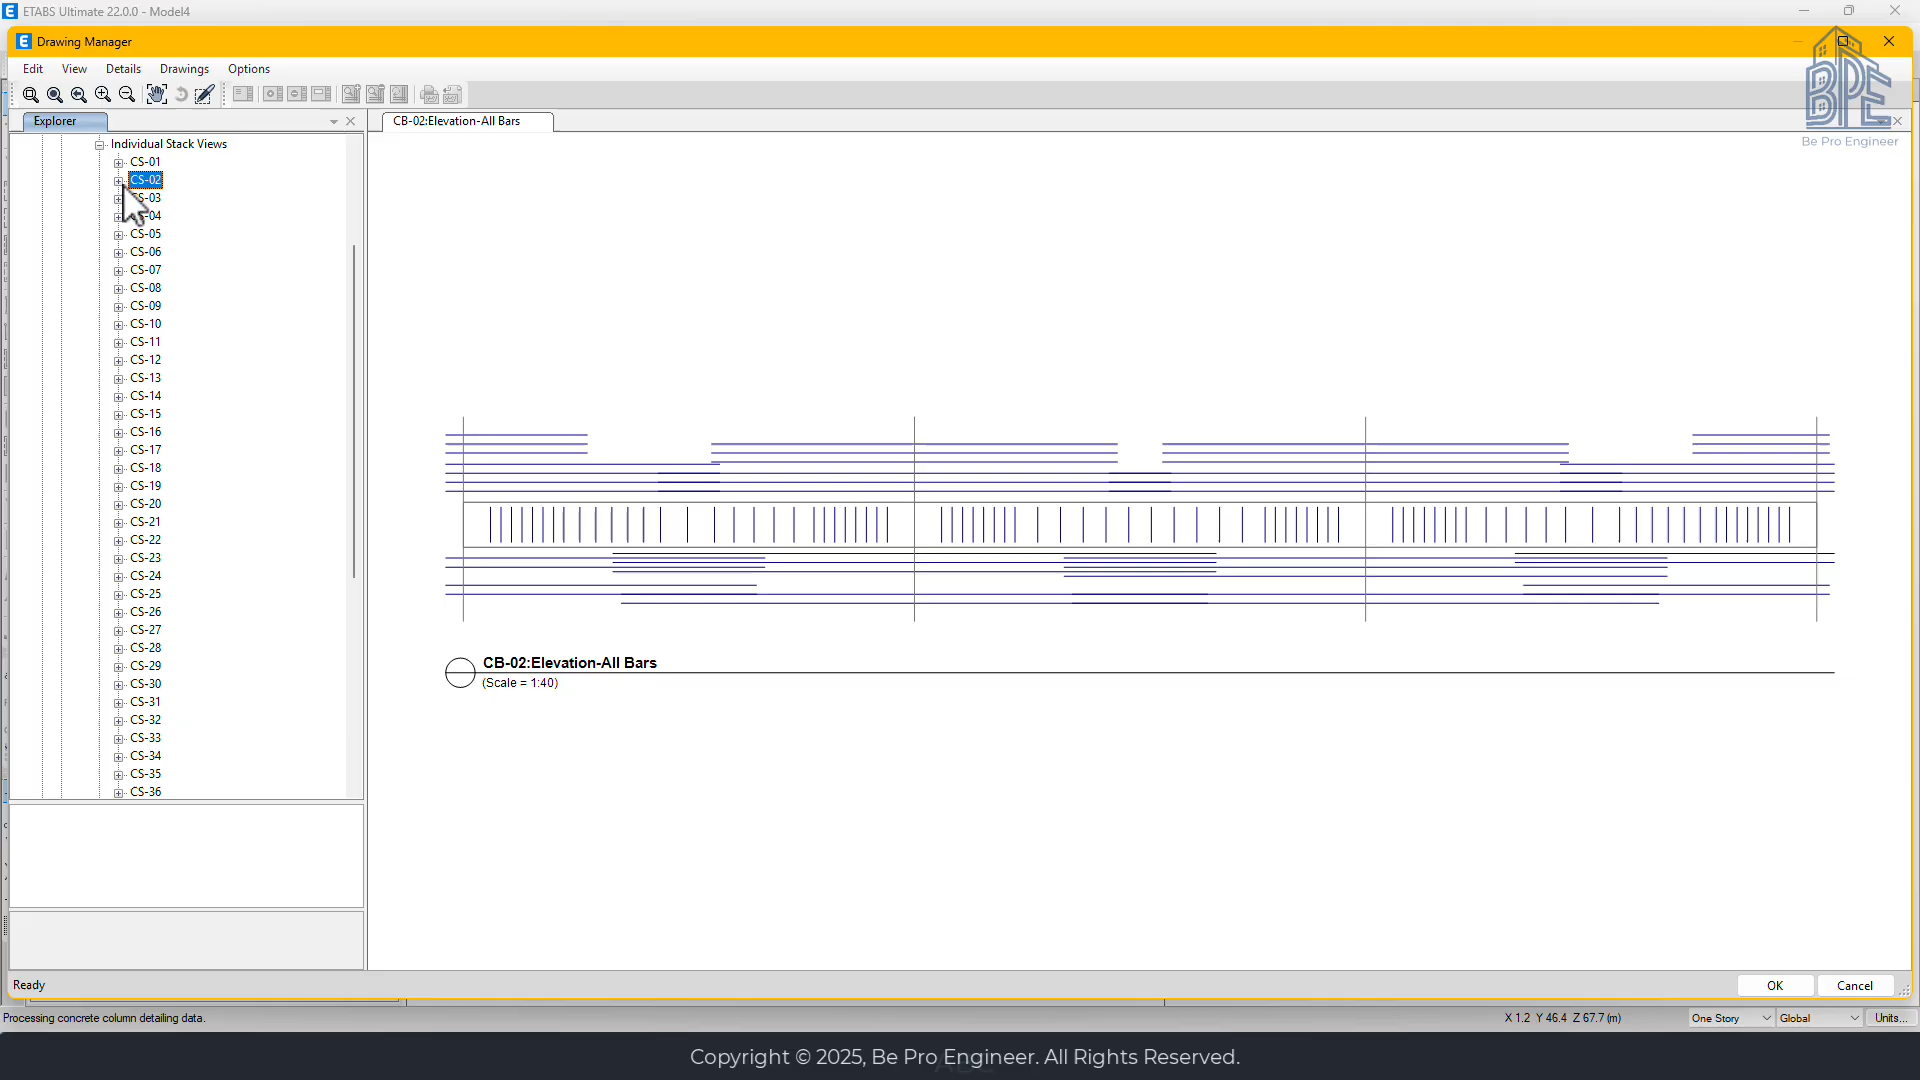 ETABS Ultimate 22.0.0 - Model4
Drawing Manager
Edit View Details Drawings Options
BPE
Be Pro Engineer
Explorer
CB-02:Elevation-All Bars
Individual Stack Views
CS-01
CS-02
CS-03
CS-04
CS-05
CS-06
CS-07
CS-08
CS-09
CS-10
CS-11
CS-12
CS-13
CS-14
CS-15
CS-16
CS-17
CS-18
CS-19
CS-20
CS-21
CS-22
CS-23
CS-24
CS-25
CS-26
CS-27
CS-28
CS-29
CS-30
CS-31
CS-32
CS-33
CS-34
CS-35
CS-36
CB-02:Elevation-All Bars
(Scale = 1:40)
Ready
OK
Cancel
Processing concrete column detailing data.
X 1.2 Y 46.4 Z 67.7 (m)
One Story
Global
Units...
Copyright © 2025, Be Pro Engineer. All Rights Reserved.